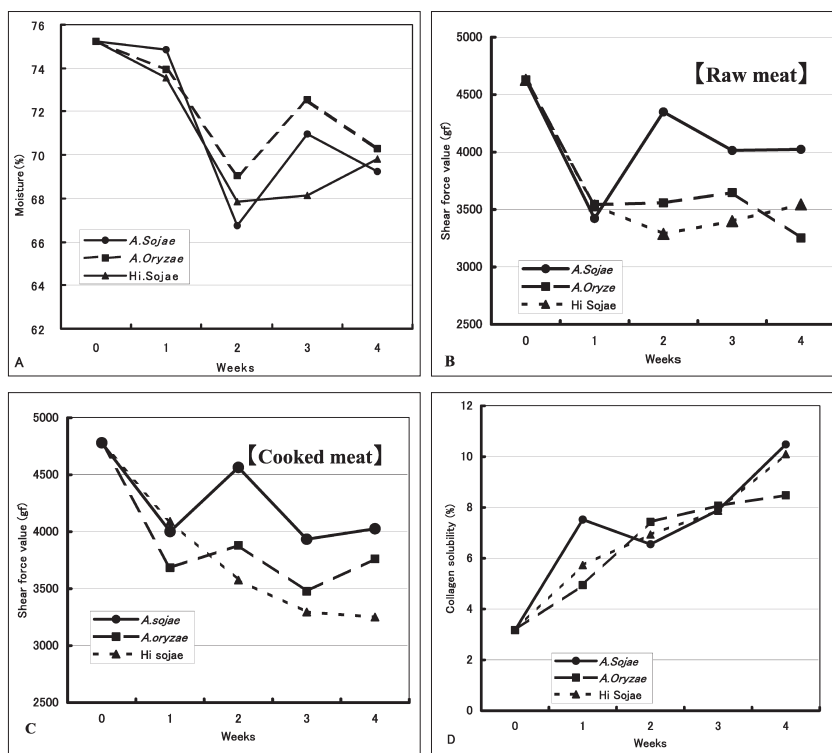 76
74
72
70
68
66
64
62
Moisture(%)
A.Sojae
A.Oryzae
Hi.Sojae
0 1 2 3 4
Weeks
A
5000
4500
4000
3500
3000
2500
Shear force value (gf)
【Raw meat】
A.Sojae
A.Oryze
Hi Sojae
0 1 2 3 4
Weeks
B
5000
4500
4000
3500
3000
2500
Shear force value (gf)
【Cooked meat】
A.sojae
A.oryzae
Hi sojae
0 1 2 3 4
Weeks
C
12
10
8
6
4
2
0
Collagen solubility (%)
A.Sojae
A.Oryzae
Hi Sojae
0 1 2 3 4
Weeks
D